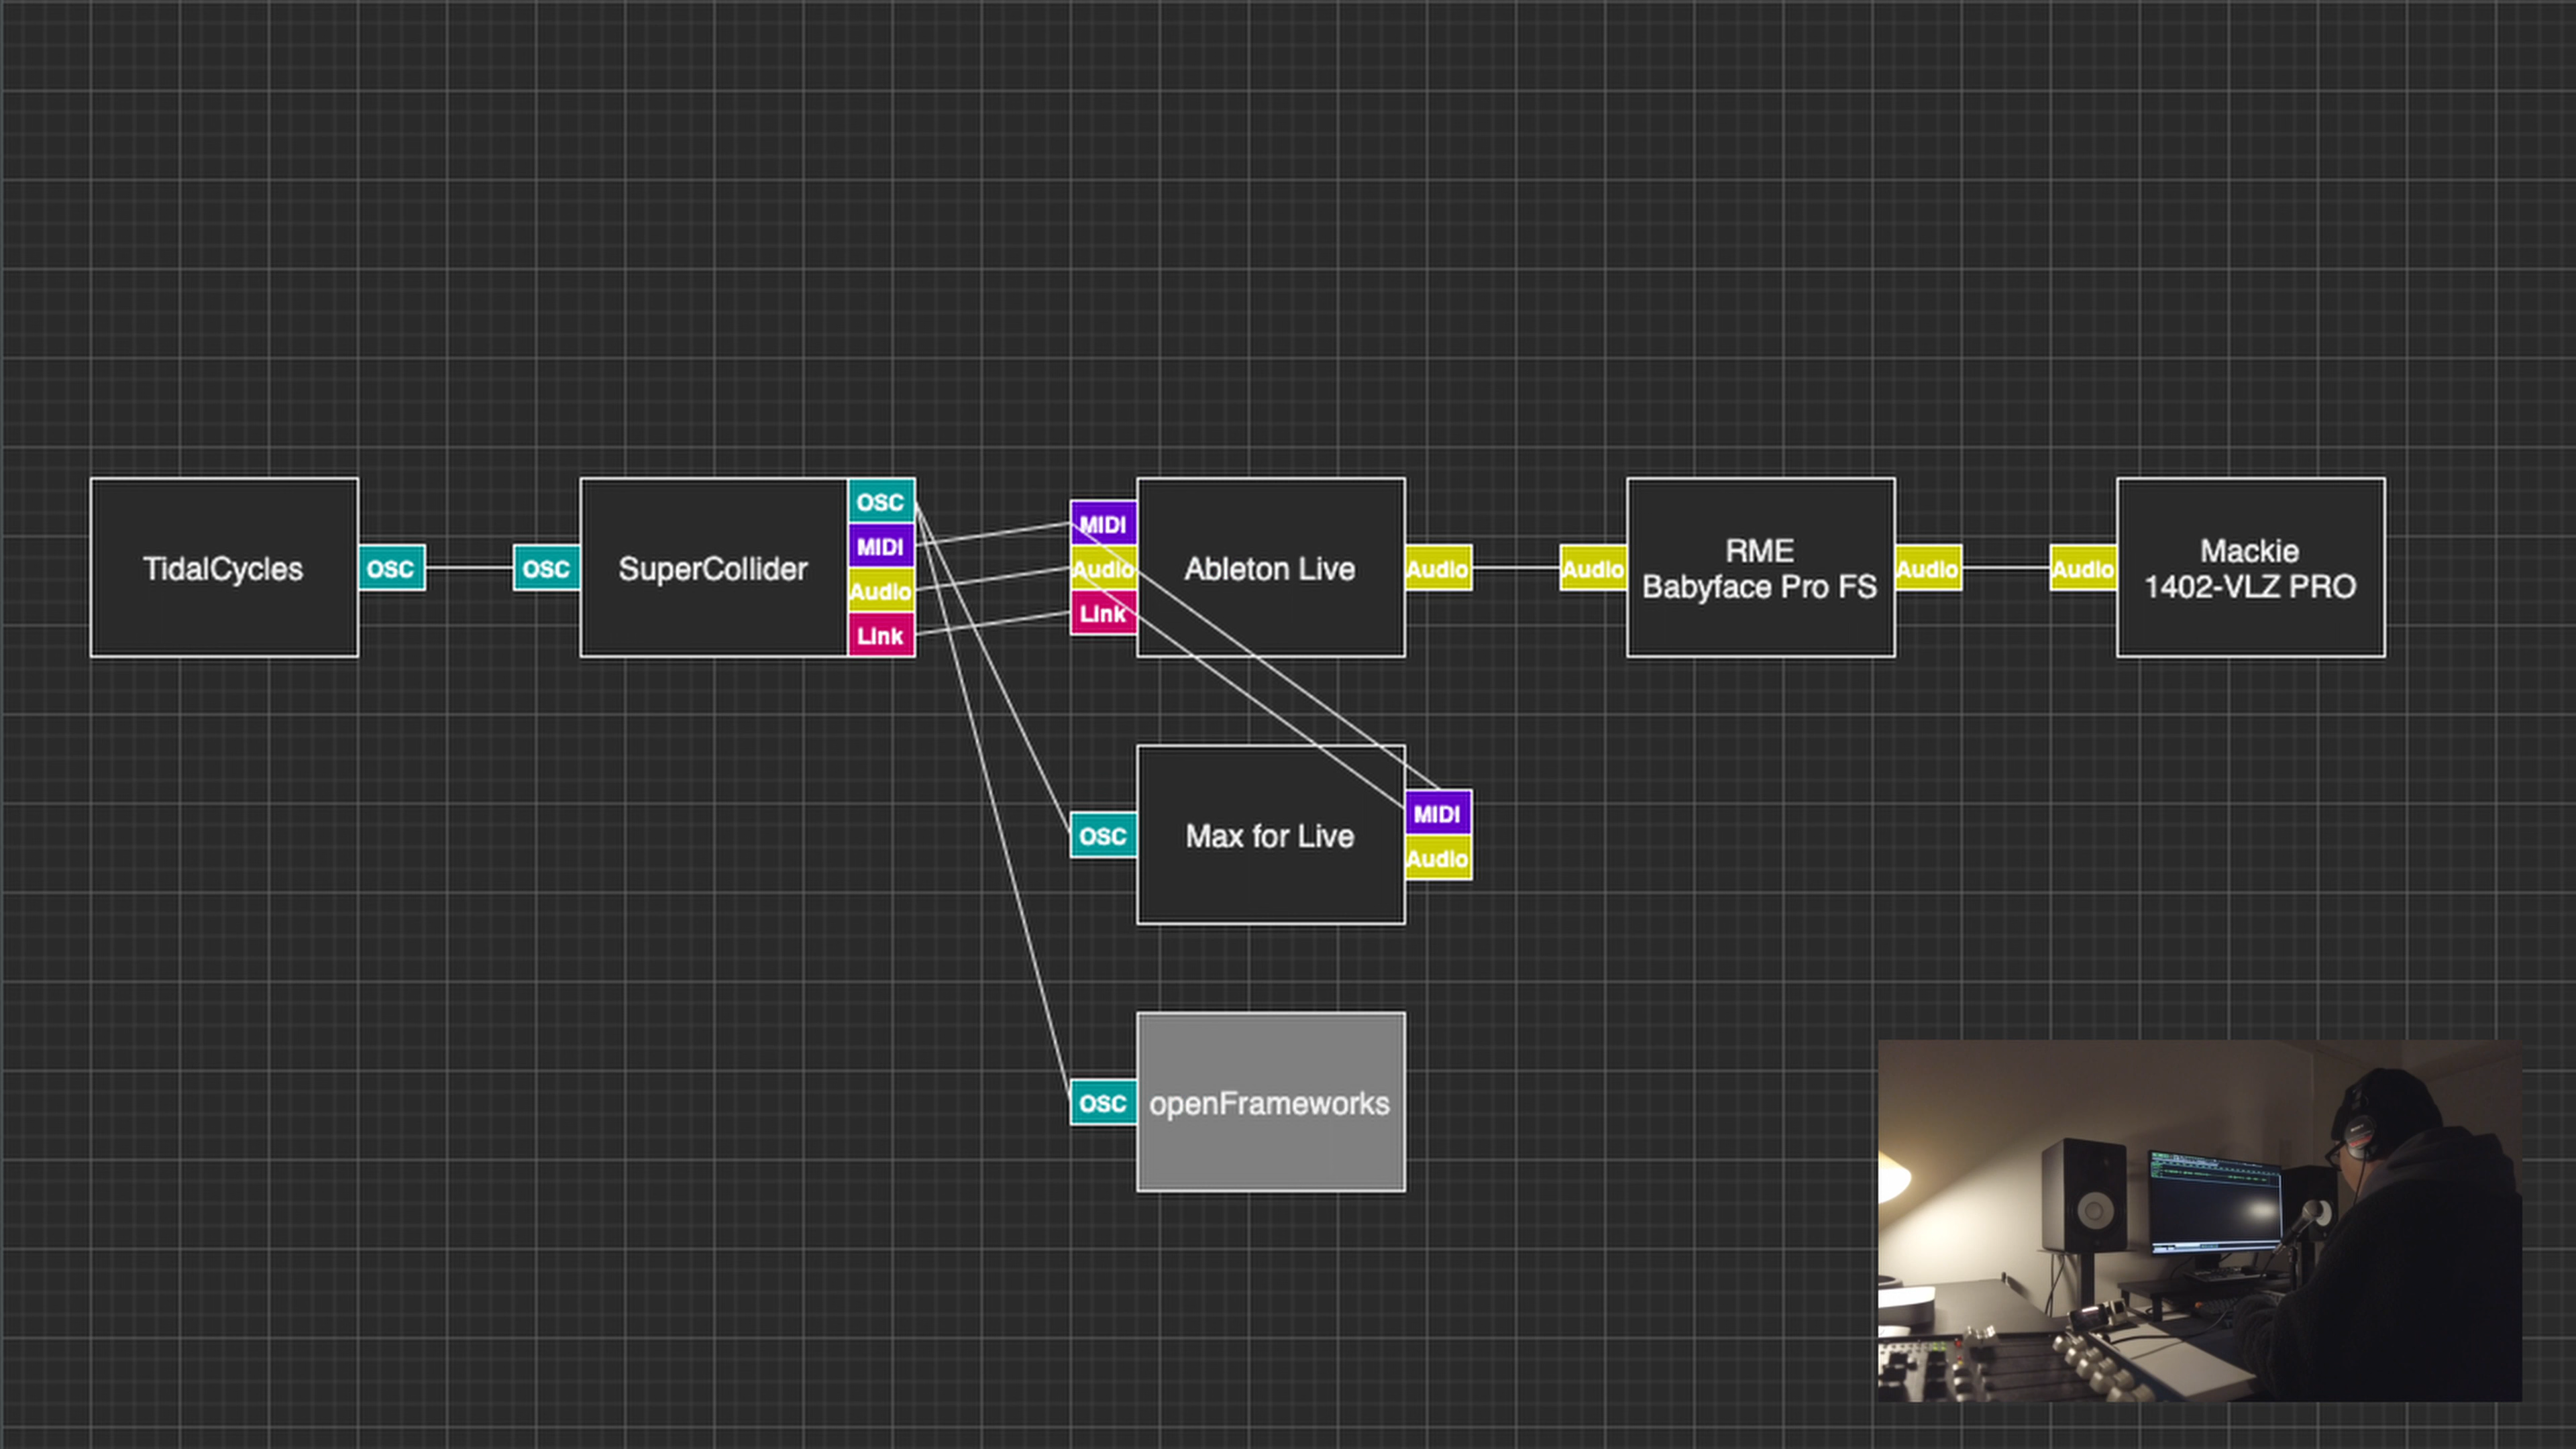 TidalCycles
OSC
OSC
SuperCollider
OSC
MIDI
Audio
Link
MIDI
Audio
Link
Ableton Live
Audio
Audio
RME
Babyface Pro FS
Audio
Audio
Mackie
1402-VLZ PRO
OSC
Max for Live
MIDI
Audio
OSC
openFrameworks